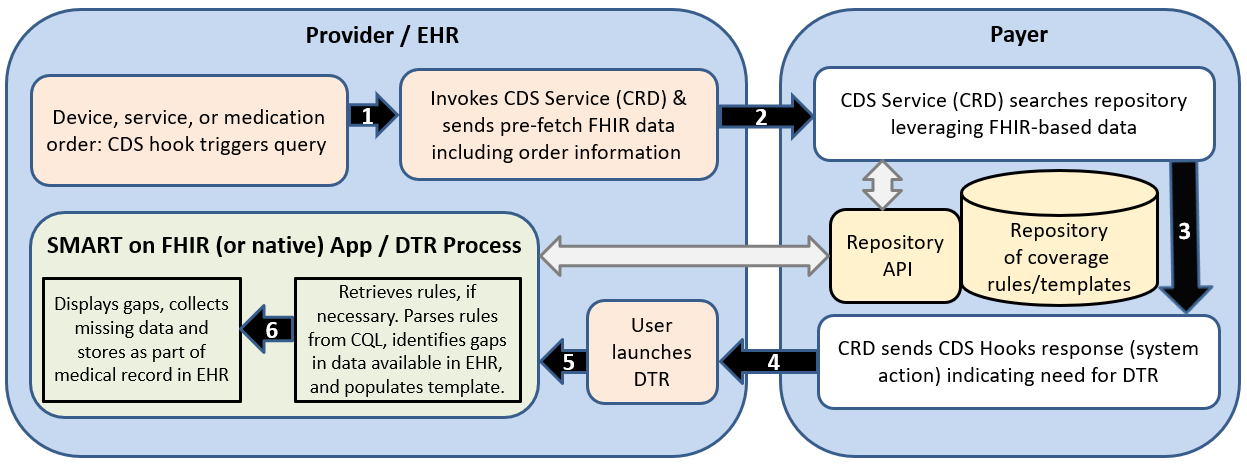 Provider / EHR
Device, service, or medication
order: CDS hook triggers query
1
Invokes CDS Service (CRD) &
sends pre-fetch FHIR data
including order information
2
Payer
CDS Service (CRD) searches repository
leveraging FHIR-based data
3
Repository
API
Repository
of coverage
rules/templates
CRD sends CDS Hooks response (system
action) indicating need for DTR
4
User
launches
DTR
5
SMART on FHIR (or native) App / DTR Process
Retrieves rules, if
necessary. Parses rules
from CQL, identifies gaps
in data available in EHR,
and populates template.
6
Displays gaps, collects
missing data and
stores as part of
medical record in EHR